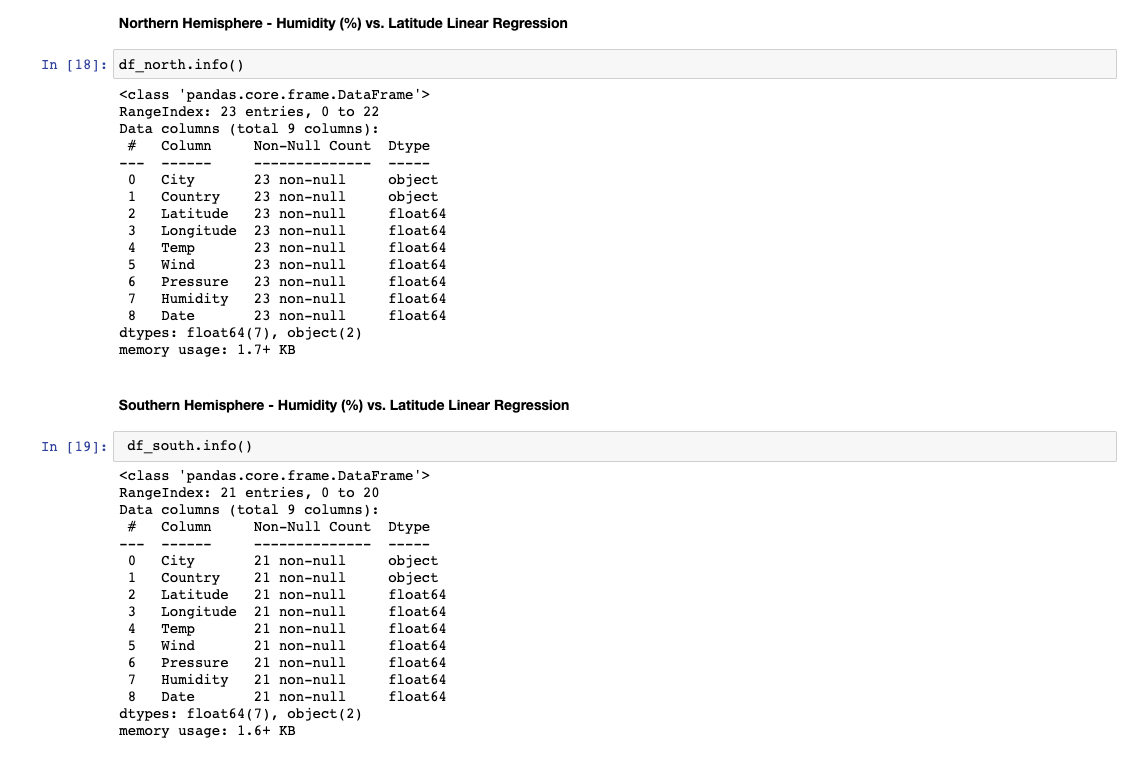 Northern Hemisphere - Humidity (%) vs. Latitude Linear Regression
In [18]: df_north.info()
<class 'pandas.core.frame.DataFrame'>
RangeIndex: 23 entries, 0 to 22
Data columns (total 9 columns):
 #   Column     Non-Null Count  Dtype
---  ------     --------------  -----
 0   City       23 non-null     object
 1   Country    23 non-null     object
 2   Latitude   23 non-null     float64
 3   Longitude  23 non-null     float64
 4   Temp       23 non-null     float64
 5   Wind       23 non-null     float64
 6   Pressure   23 non-null     float64
 7   Humidity   23 non-null     float64
 8   Date       23 non-null     float64
dtypes: float64(7), object(2)
memory usage: 1.7+ KB
Southern Hemisphere - Humidity (%) vs. Latitude Linear Regression
In [19]: df_south.info()
<class 'pandas.core.frame.DataFrame'>
RangeIndex: 21 entries, 0 to 20
Data columns (total 9 columns):
 #   Column     Non-Null Count  Dtype
---  ------     --------------  -----
 0   City       21 non-null     object
 1   Country    21 non-null     object
 2   Latitude   21 non-null     float64
 3   Longitude  21 non-null     float64
 4   Temp       21 non-null     float64
 5   Wind       21 non-null     float64
 6   Pressure   21 non-null     float64
 7   Humidity   21 non-null     float64
 8   Date       21 non-null     float64
dtypes: float64(7), object(2)
memory usage: 1.6+ KB